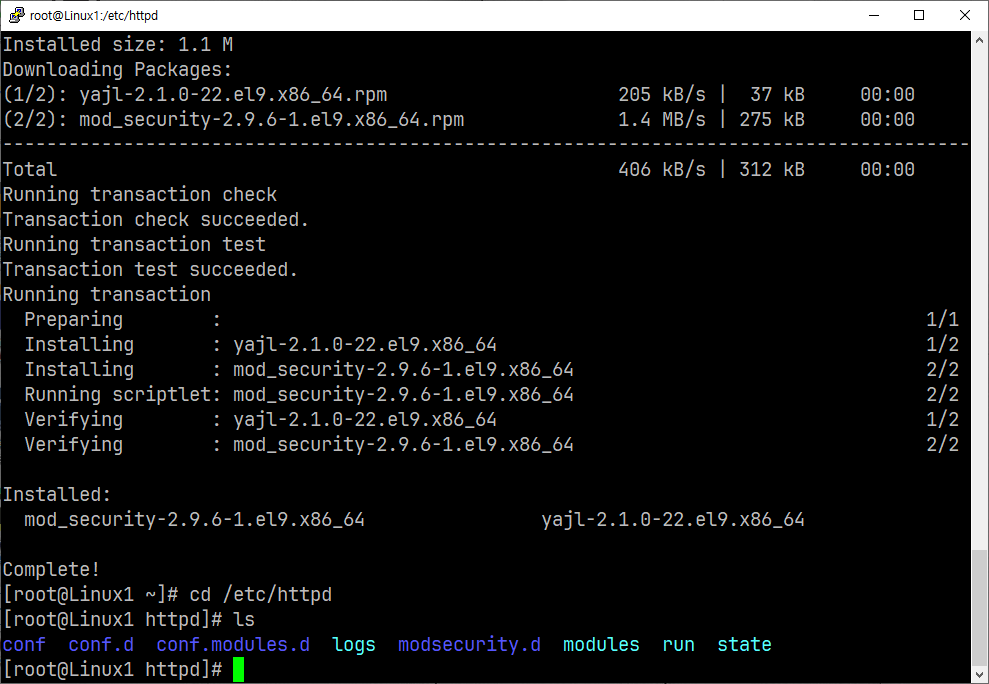 root@Linux1:/etc/httpd
Installed size: 1.1 M
Downloading Packages:
(1/2): yajl-2.1.0-22.el9.x86_64.rpm 205 kB/s | 37 kB 00:00
(2/2): mod_security-2.9.6-1.el9.x86_64.rpm 1.4 MB/s | 275 kB 00:00
--------------------------------------------------------------------------------
Total 406 kB/s | 312 kB 00:00
Running transaction check
Transaction check succeeded.
Running transaction test
Transaction test succeeded.
Running transaction
  Preparing        : 1/1
  Installing       : yajl-2.1.0-22.el9.x86_64 1/2
  Installing       : mod_security-2.9.6-1.el9.x86_64 2/2
  Running scriptlet: mod_security-2.9.6-1.el9.x86_64 2/2
  Verifying        : yajl-2.1.0-22.el9.x86_64 1/2
  Verifying        : mod_security-2.9.6-1.el9.x86_64 2/2
Installed:
  mod_security-2.9.6-1.el9.x86_64 yajl-2.1.0-22.el9.x86_64
Complete!
[root@Linux1 ~]# cd /etc/httpd
[root@Linux1 httpd]# ls
conf  conf.d  conf.modules.d  logs  modsecurity.d  modules  run  state
[root@Linux1 httpd]#